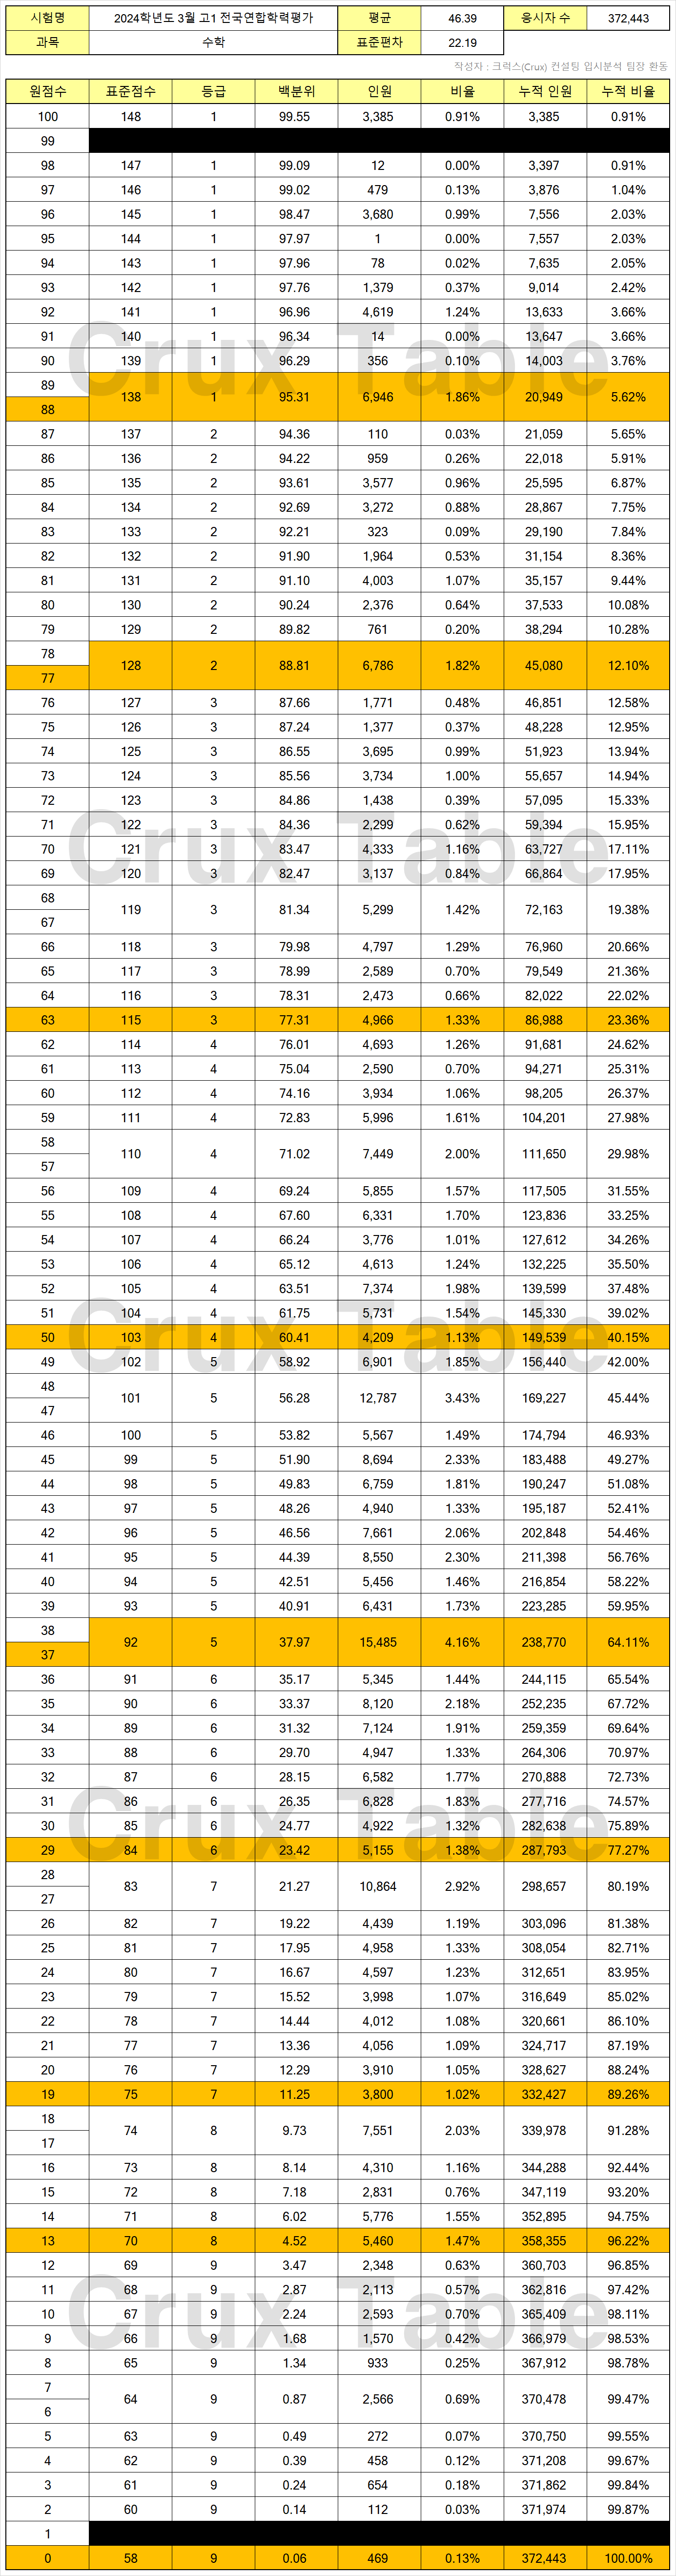 시험명 2024학년도 3월 고1 전국연합학력평가 평균 46.39 응시자 수 372,443
과목 수학 표준편차 22.19
작성자 : 크럭스(Crux) 컨설팅 입시분석 팀장 환동
원점수 표준점수 등급 백분위 인원 비율 누적 인원 누적 비율
100 148 1 99.55 3,385 0.91% 3,385 0.91%
99
98 147 1 99.09 12 0.00% 3,397 0.91%
97 146 1 99.02 479 0.13% 3,876 1.04%
96 145 1 98.47 3,680 0.99% 7,556 2.03%
95 144 1 97.97 1 0.00% 7,557 2.03%
94 143 1 97.96 78 0.02% 7,635 2.05%
93 142 1 97.76 1,379 0.37% 9,014 2.42%
92 141 1 96.96 4,619 1.24% 13,633 3.66%
91 140 1 96.34 14 0.00% 13,647 3.66%
Crux Table
90 139 1 96.29 356 0.10% 14,003 3.76%
89
138 1 95.31 6,946 1.86% 20,949 5.62%
88
87 137 2 94.36 110 0.03% 21,059 5.65%
86 136 2 94.22 959 0.26% 22,018 5.91%
85 135 2 93.61 3,577 0.96% 25,595 6.87%
84 134 2 92.69 3,272 0.88% 28,867 7.75%
83 133 2 92.21 323 0.09% 29,190 7.84%
82 132 2 91.90 1,964 0.53% 31,154 8.36%
81 131 2 91.10 4,003 1.07% 35,157 9.44%
80 130 2 90.24 2,376 0.64% 37,533 10.08%
79 129 2 89.82 761 0.20% 38,294 10.28%
78
128 2 88.81 6,786 1.82% 45,080 12.10%
77
76 127 3 87.66 1,771 0.48% 46,851 12.58%
75 126 3 87.24 1,377 0.37% 48,228 12.95%
74 125 3 86.55 3,695 0.99% 51,923 13.94%
73 124 3 85.56 3,734 1.00% 55,657 14.94%
72 123 3 84.86 1,438 0.39% 57,095 15.33%
71 122 3 84.36 2,299 0.62% 59,394 15.95%
Crux Table
70 121 3 83.47 4,333 1.16% 63,727 17.11%
69 120 3 82.47 3,137 0.84% 66,864 17.95%
68
119 3 81.34 5,299 1.42% 72,163 19.38%
67
66 118 3 79.98 4,797 1.29% 76,960 20.66%
65 117 3 78.99 2,589 0.70% 79,549 21.36%
64 116 3 78.31 2,473 0.66% 82,022 22.02%
63 115 3 77.31 4,966 1.33% 86,988 23.36%
62 114 4 76.01 4,693 1.26% 91,681 24.62%
61 113 4 75.04 2,590 0.70% 94,271 25.31%
60 112 4 74.16 3,934 1.06% 98,205 26.37%
59 111 4 72.83 5,996 1.61% 104,201 27.98%
58
110 4 71.02 7,449 2.00% 111,650 29.98%
57
56 109 4 69.24 5,855 1.57% 117,505 31.55%
55 108 4 67.60 6,331 1.70% 123,836 33.25%
54 107 4 66.24 3,776 1.01% 127,612 34.26%
53 106 4 65.12 4,613 1.24% 132,225 35.50%
52 105 4 63.51 7,374 1.98% 139,599 37.48%
51 104 4 61.75 5,731 1.54% 145,330 39.02%
Crux Table
50 103 4 60.41 4,209 1.13% 149,539 40.15%
49 102 5 58.92 6,901 1.85% 156,440 42.00%
48
101 5 56.28 12,787 3.43% 169,227 45.44%
47
46 100 5 53.82 5,567 1.49% 174,794 46.93%
45 99 5 51.90 8,694 2.33% 183,488 49.27%
44 98 5 49.83 6,759 1.81% 190,247 51.08%
43 97 5 48.26 4,940 1.33% 195,187 52.41%
42 96 5 46.56 7,661 2.06% 202,848 54.46%
41 95 5 44.39 8,550 2.30% 211,398 56.76%
40 94 5 42.51 5,456 1.46% 216,854 58.22%
39 93 5 40.91 6,431 1.73% 223,285 59.95%
38
92 5 37.97 15,485 4.16% 238,770 64.11%
37
36 91 6 35.17 5,345 1.44% 244,115 65.54%
35 90 6 33.37 8,120 2.18% 252,235 67.72%
34 89 6 31.32 7,124 1.91% 259,359 69.64%
33 88 6 29.70 4,947 1.33% 264,306 70.97%
32 87 6 28.15 6,582 1.77% 270,888 72.73%
31 86 6 26.35 6,828 1.83% 277,716 74.57%
Crux Table
30 85 6 24.77 4,922 1.32% 282,638 75.89%
29 84 6 23.42 5,155 1.38% 287,793 77.27%
28
83 7 21.27 10,864 2.92% 298,657 80.19%
27
26 82 7 19.22 4,439 1.19% 303,096 81.38%
25 81 7 17.95 4,958 1.33% 308,054 82.71%
24 80 7 16.67 4,597 1.23% 312,651 83.95%
23 79 7 15.52 3,998 1.07% 316,649 85.02%
22 78 7 14.44 4,012 1.08% 320,661 86.10%
21 77 7 13.36 4,056 1.09% 324,717 87.19%
20 76 7 12.29 3,910 1.05% 328,627 88.24%
19 75 7 11.25 3,800 1.02% 332,427 89.26%
18
74 8 9.73 7,551 2.03% 339,978 91.28%
17
16 73 8 8.14 4,310 1.16% 344,288 92.44%
15 72 8 7.18 2,831 0.76% 347,119 93.20%
14 71 8 6.02 5,776 1.55% 352,895 94.75%
13 70 8 4.52 5,460 1.47% 358,355 96.22%
12 69 9 3.47 2,348 0.63% 360,703 96.85%
11 68 9 2.87 2,113 0.57% 362,816 97.42%
Crux Table
10 67 9 2.24 2,593 0.70% 365,409 98.11%
9 66 9 1.68 1,570 0.42% 366,979 98.53%
8 65 9 1.34 933 0.25% 367,912 98.78%
7
64 9 0.87 2,566 0.69% 370,478 99.47%
6
5 63 9 0.49 272 0.07% 370,750 99.55%
4 62 9 0.39 458 0.12% 371,208 99.67%
3 61 9 0.24 654 0.18% 371,862 99.84%
2 60 9 0.14 112 0.03% 371,974 99.87%
1
0 58 9 0.06 469 0.13% 372,443 100.00%